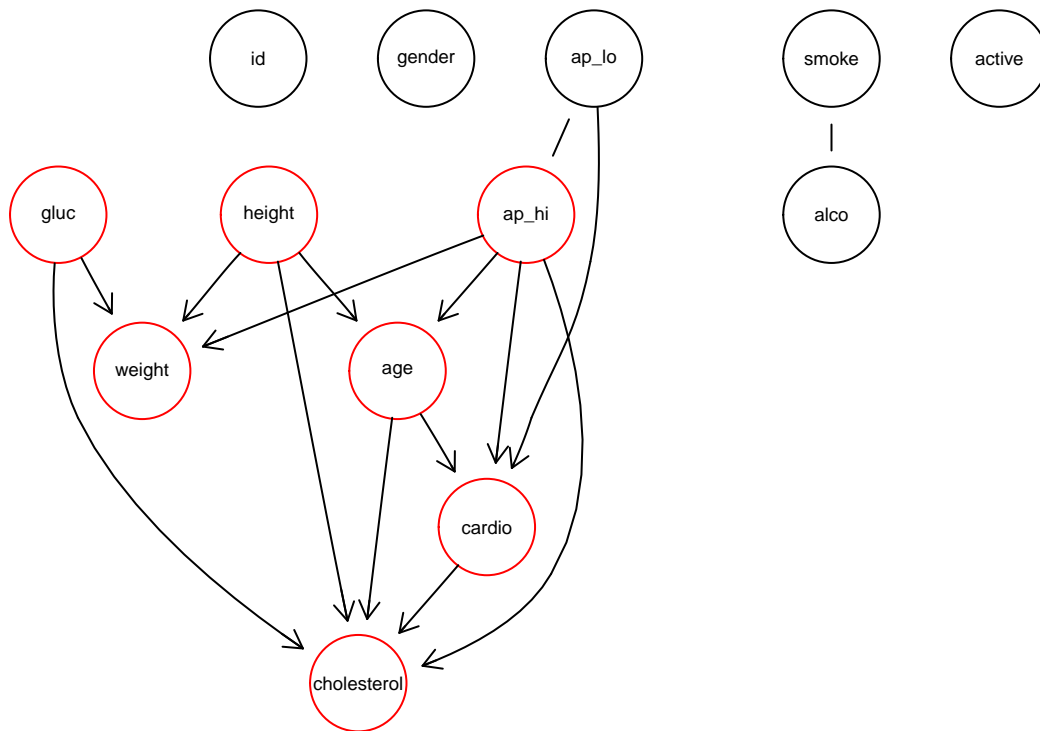 id
gender
ap_lo
smoke
active
gluc
height
ap_hi
alco
weight
age
cardio
cholesterol